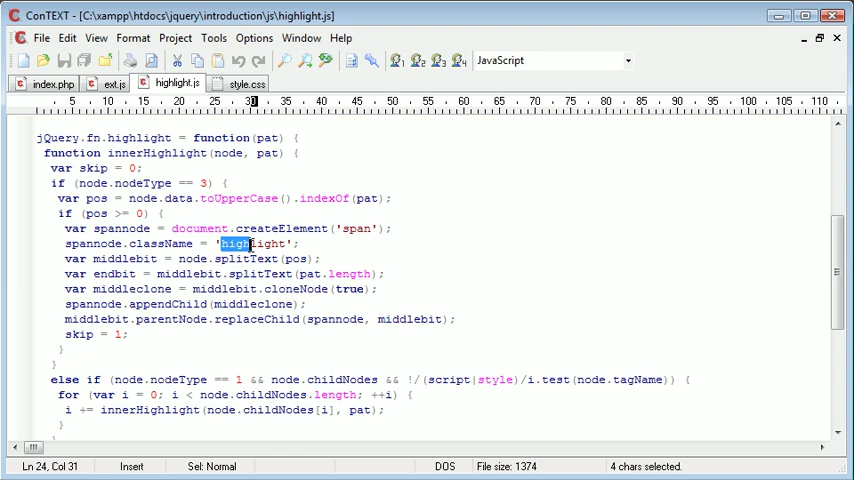 ConTEXT - [C:\xampp\htdocs\jquery\introduction\js\highlight.js]
File Edit View Format Project Tools Options Window Help
1 2 3 4 JavaScript
index.php ext.js highlight.js style.css
5 10 15 20 25 30 35 40 45 50 55 60 65 70 75 80 85 90 95 100 105 110
jQuery.fn.highlight = function(pat) {
function innerHighlight(node, pat) {
var skip = 0;
if (node.nodeType == 3) {
var pos = node.data.toUpperCase().indexOf(pat);
if (pos >= 0) {
var spannode = document.createElement('span');
spannode.className = 'highlight';
var middlebit = node.splitText(pos);
var endbit = middlebit.splitText(pat.length);
var middleclone = middlebit.cloneNode(true);
spannode.appendChild(middleclone);
middlebit.parentNode.replaceChild(spannode, middlebit);
skip = 1;
}
}
else if (node.nodeType == 1 && node.childNodes && !/(script|style)/i.test(node.tagName)) {
for (var i = 0; i < node.childNodes.length; ++i) {
i += innerHighlight(node.childNodes[i], pat);
}
}
Ln 24, Col 31 Insert Sel: Normal DOS File size: 1374 4 chars selected.